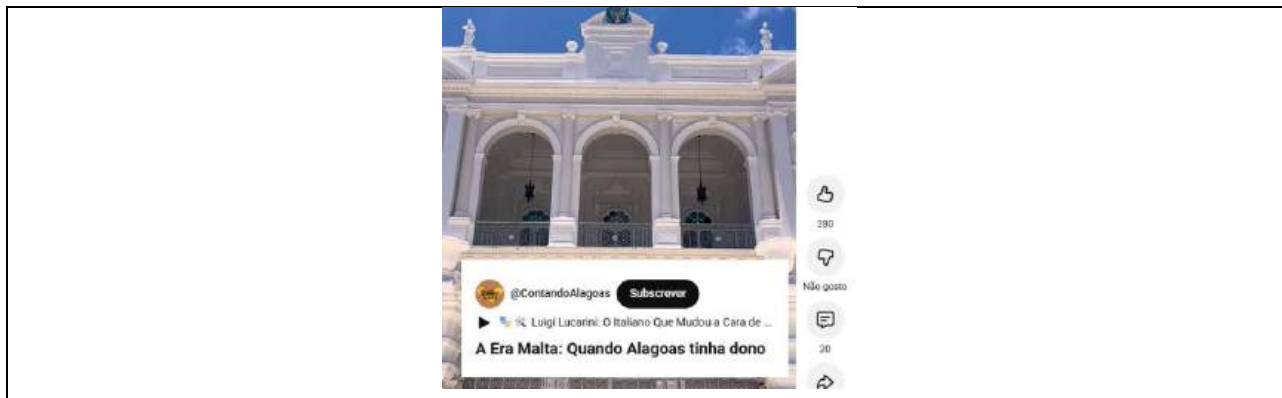 @ContandoAlagoas Subscrever
Luigi Lucarini: O Italiano Que Mudou a Cara de ...
A Era Malta: Quando Alagoas tinha dono
280
Não gosto
20